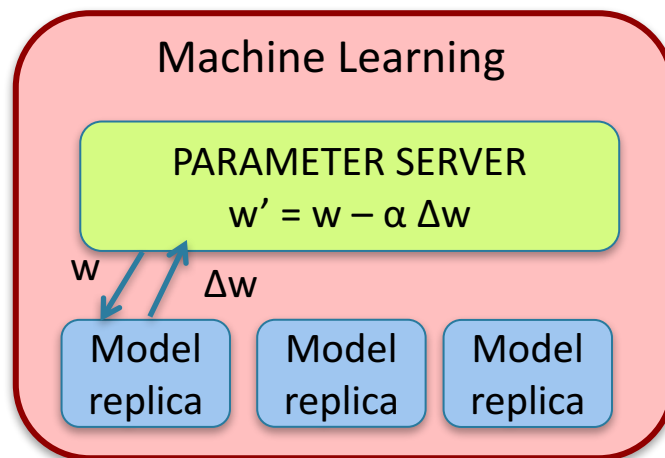 Machine Learning
PARAMETER SERVER
w’ = w – α Δw
w
Δw
Model
replica
Model
replica
Model
replica